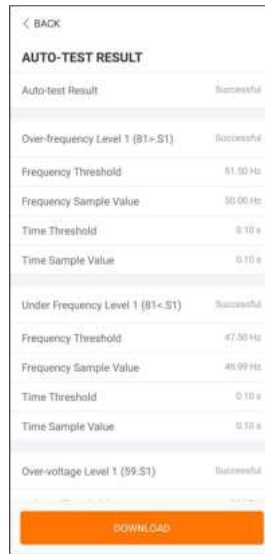 < BACK
AUTO-TEST RESULT
Auto-test Result Successful
Over-frequency Level 1 (81>.S1) Successful
Frequency Threshold 51.50 Hz
Frequency Sample Value 50.00 Hz
Time Threshold 0.10 s
Time Sample Value 0.10 s
Under Frequency Level 1 (81<.S1) Successful
Frequency Threshold 47.50 Hz
Frequency Sample Value 49.99 Hz
Time Threshold 0.10 s
Time Sample Value 0.10 s
Over-voltage Level 1 (59.S1) Successful
DOWNLOAD